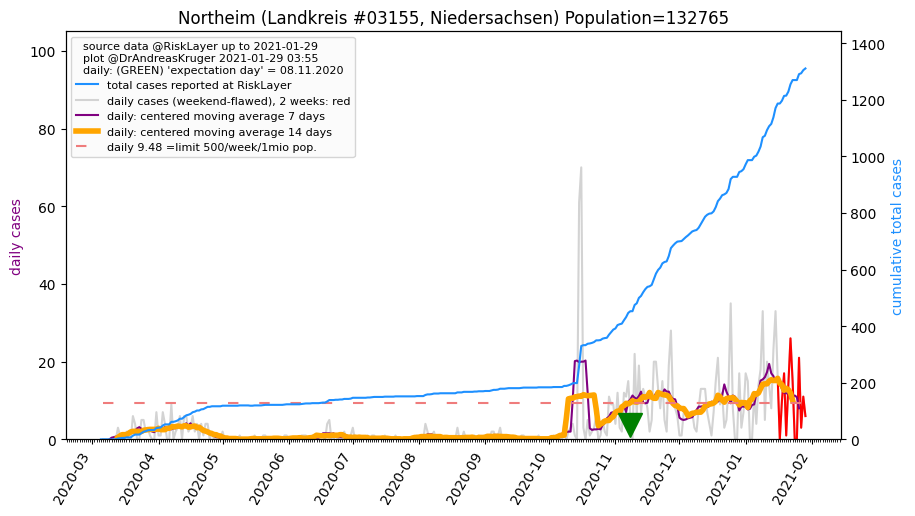 Northeim (Landkreis #03155, Niedersachsen) Population=132765
source data @RiskLayer up to 2021-01-29
plot @DrAndreasKruger 2021-01-29 03:55
daily: (GREEN) 'expectation day' = 08.11.2020
total cases reported at RiskLayer
daily cases (weekend-flawed), 2 weeks: red
daily: centered moving average 7 days
daily: centered moving average 14 days
daily 9.48 =limit 500/week/1mio pop.
daily cases
100
80
60
40
20
0
cumulative total cases
1400
1200
1000
800
600
400
200
0
2020-03
2020-04
2020-05
2020-06
2020-07
2020-08
2020-09
2020-10
2020-11
2020-12
2021-01
2021-02